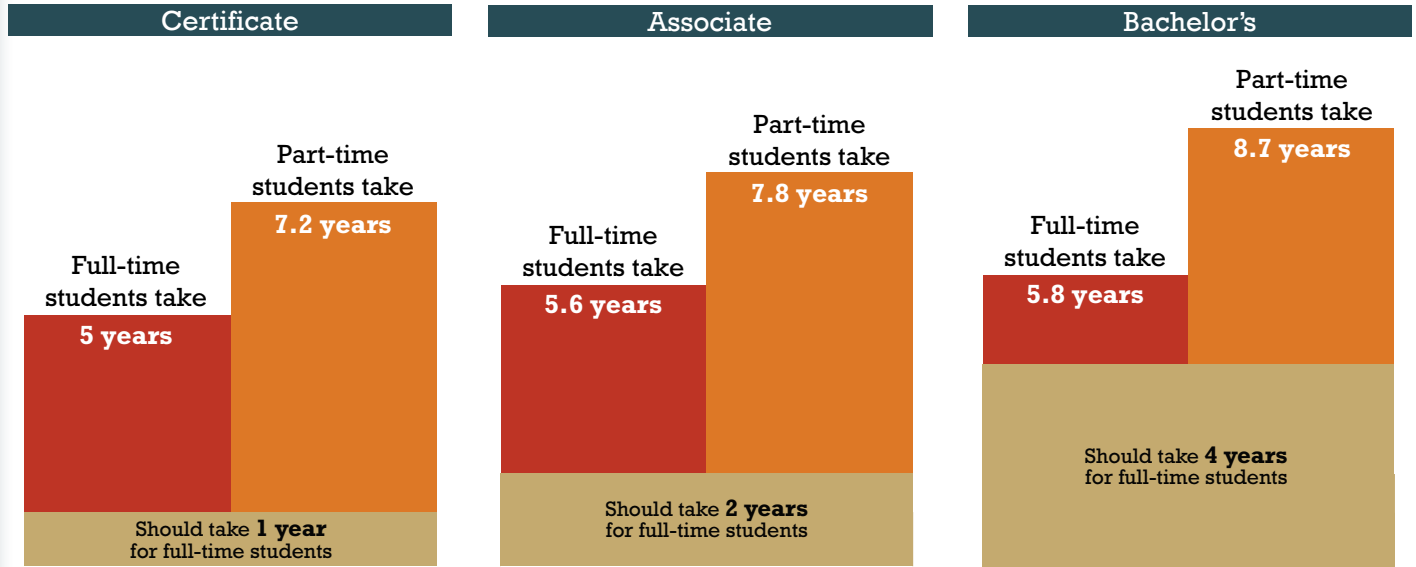 Certificate
Part-time
students take
7.2 years
Full-time
students take
5 years
Should take 1 year
for full-time students
Associate
Part-time
students take
7.8 years
Full-time
students take
5.6 years
Should take 2 years
for full-time students
Bachelor's
Part-time
students take
8.7 years
Full-time
students take
5.8 years
Should take 4 years
for full-time students